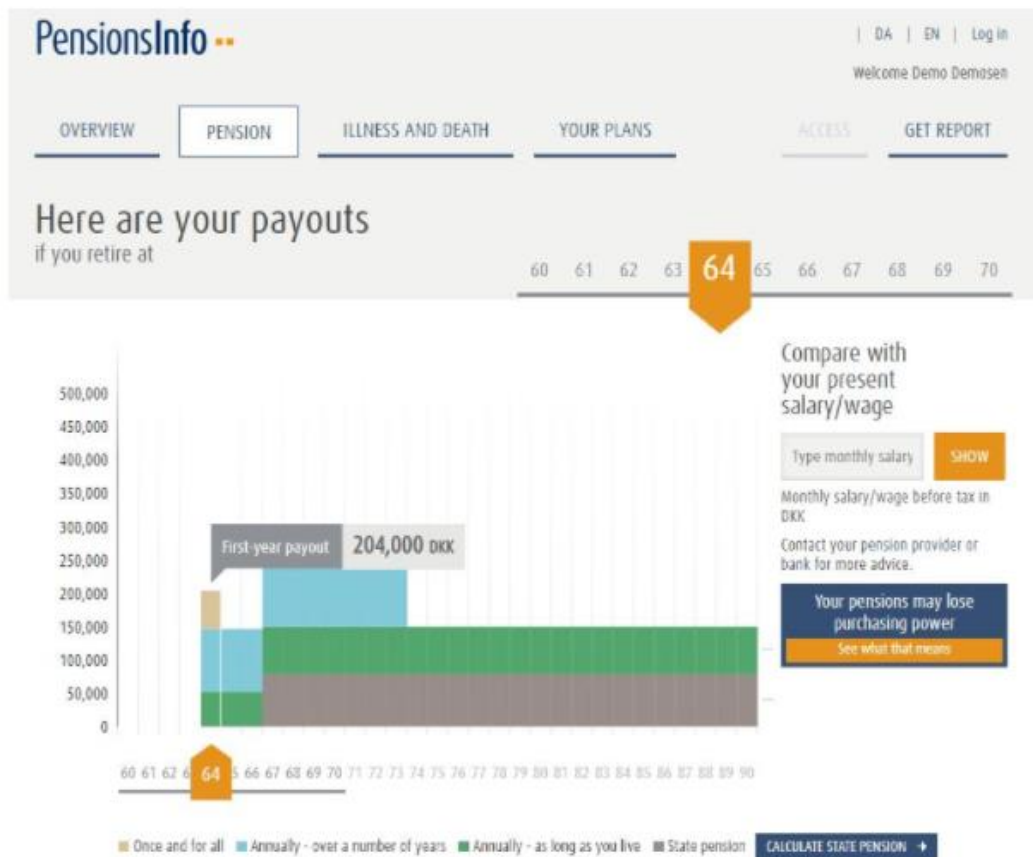 PensionsInfo
| DA | EN | Log in
Welcome Demo Demosen
OVERVIEW PENSION ILLNESS AND DEATH YOUR PLANS ACCESS GET REPORT
Here are your payouts
if you retire at
60 61 62 63 64 65 66 67 68 69 70
Compare with
your present
salary/wage
Type monthly salary SHOW
Monthly salary/wage before tax in
DKK
Contact your pension provider or
bank for more advice.
Your pensions may lose
purchasing power
See what that means
500,000
450,000
400,000
350,000
300,000
250,000
200,000
150,000
100,000
50,000
0
First-year payout 204,000 DKK
60 61 62 6 64 5 66 67 68 69 70 71 72 73 74 75 76 77 78 79 80 81 82 83 84 85 86 87 88 89 90
Once and for all Annually - over a number of years Annually - as long as you live State pension CALCULATE STATE PENSION